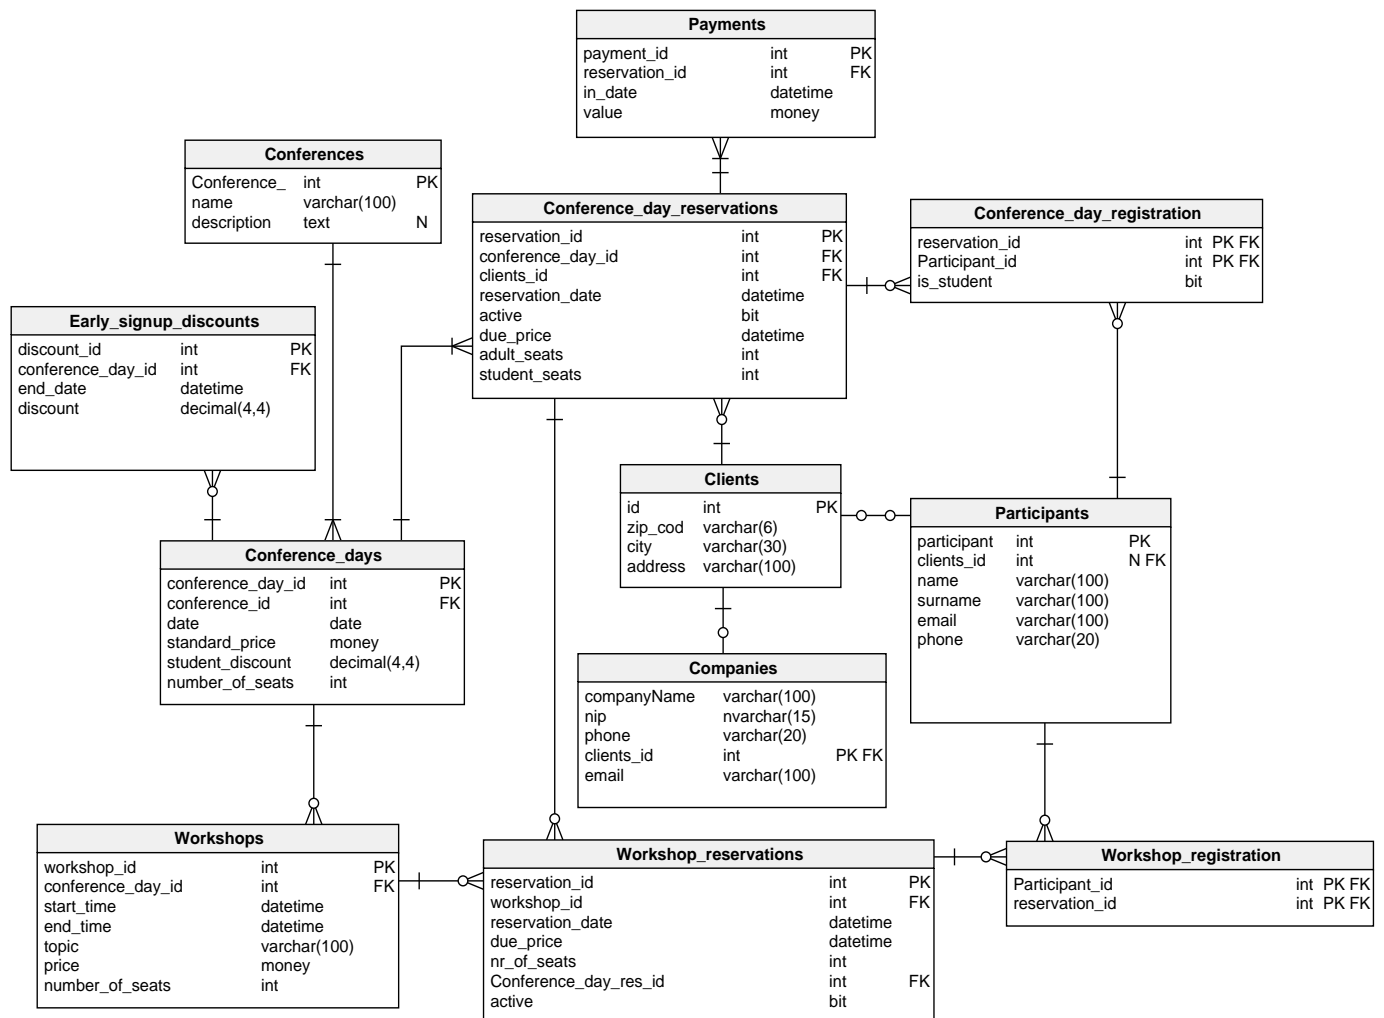 Payments
payment_id int PK
reservation_id int FK
in_date datetime
value money
Conferences
Conference_ int PK
name varchar(100)
description text N
Conference_day_reservations
reservation_id int PK
conference_day_id int FK
clients_id int FK
reservation_date datetime
active bit
due_price datetime
adult_seats int
student_seats int
Conference_day_registration
reservation_id int PK FK
Participant_id int PK FK
is_student bit
Early_signup_discounts
discount_id int PK
conference_day_id int FK
end_date datetime
discount decimal(4,4)
Clients
id int PK
zip_cod varchar(6)
city varchar(30)
address varchar(100)
Participants
participant int PK
clients_id int N FK
name varchar(100)
surname varchar(100)
email varchar(100)
phone varchar(20)
Conference_days
conference_day_id int PK
conference_id int FK
date date
standard_price money
student_discount decimal(4,4)
number_of_seats int
Companies
companyName varchar(100)
nip nvarchar(15)
phone varchar(20)
clients_id int PK FK
email varchar(100)
Workshops
workshop_id int PK
conference_day_id int FK
start_time datetime
end_time datetime
topic varchar(100)
price money
number_of_seats int
Workshop_reservations
reservation_id int PK
workshop_id int FK
reservation_date datetime
due_price datetime
nr_of_seats int
Conference_day_res_id int FK
active bit
Workshop_registration
Participant_id int PK FK
reservation_id int PK FK